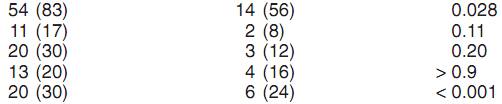 54 (83) 14 (56) 0.028
11 (17) 2 (8) 0.11
20 (30) 3 (12) 0.20
13 (20) 4 (16) > 0.9
20 (30) 6 (24) < 0.001